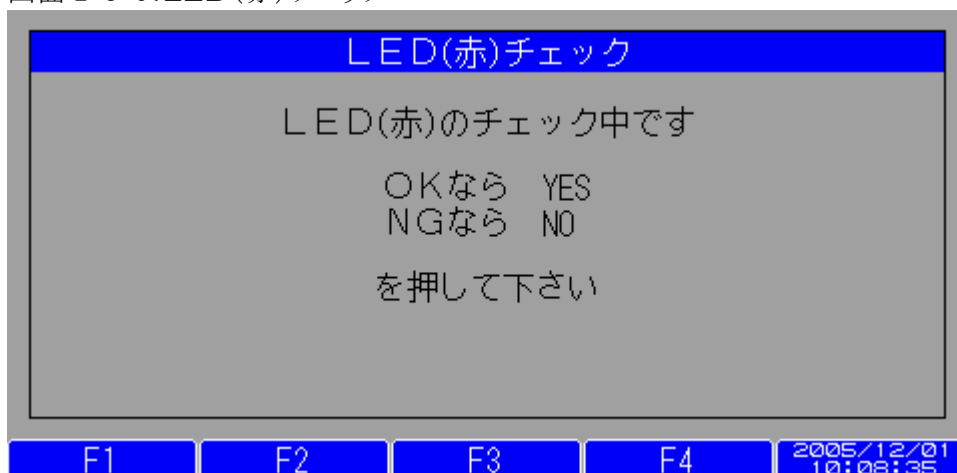 LED(赤)チェック
LED(赤)のチェック中です
OKなら YES
NGなら NO
を押して下さい
F1 F2 F3 F4 2005/12/01
10:08:35